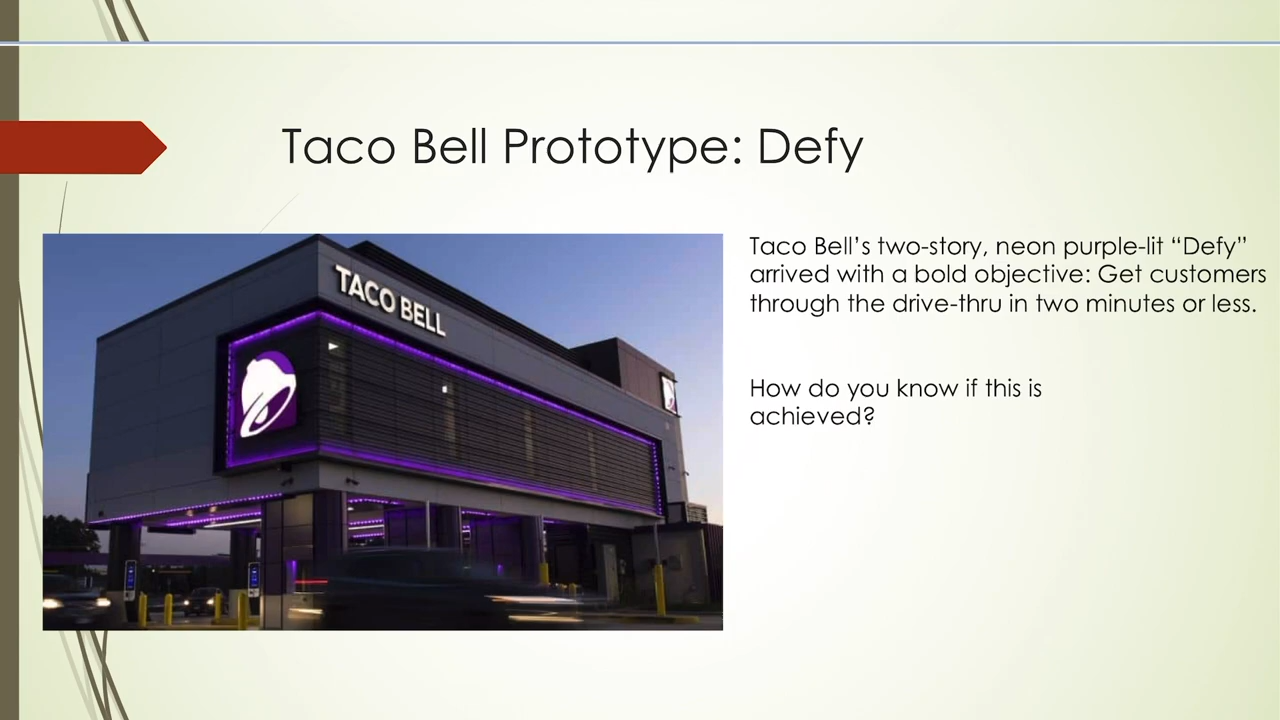 Taco Bell Prototype: Defy
TACO BELL
Taco Bell’s two-story, neon purple-lit “Defy”
arrived with a bold objective: Get customers
through the drive-thru in two minutes or less.
How do you know if this is
achieved?